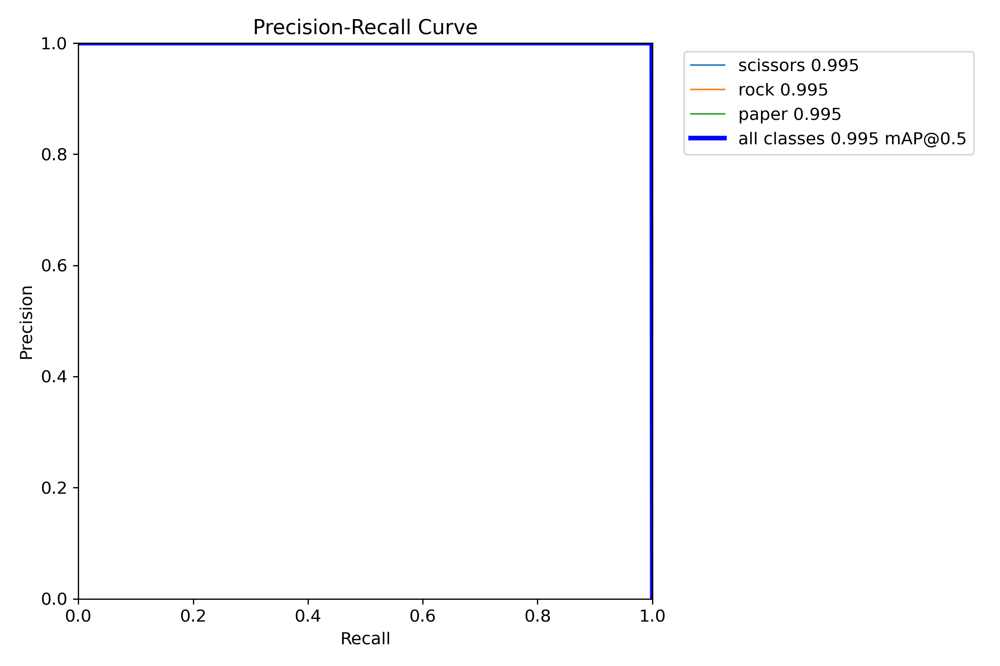 Precision-Recall Curve
1.0
0.8
0.6
0.4
0.2
0.0
Precision
0.0 0.2 0.4 0.6 0.8 1.0
Recall
scissors 0.995
rock 0.995
paper 0.995
all classes 0.995 mAP@0.5